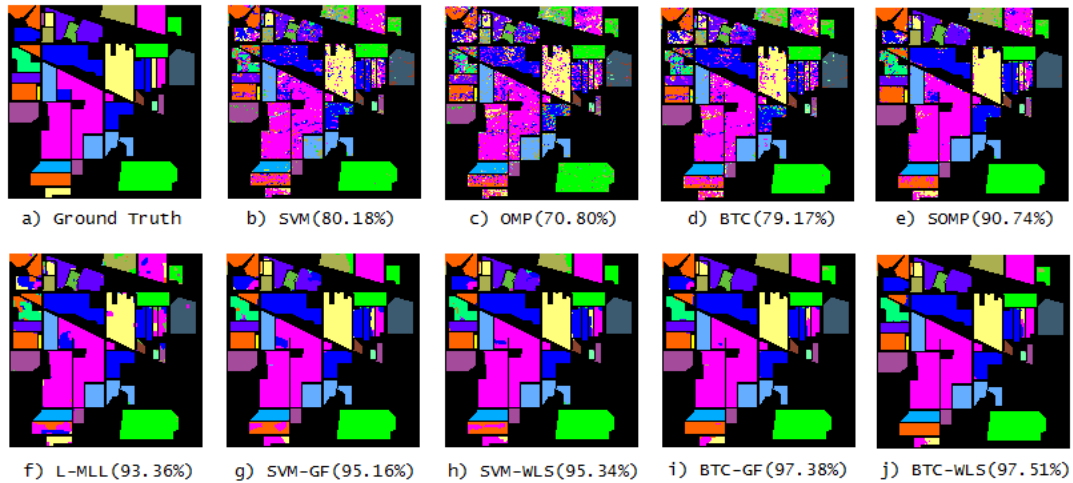 a) Ground Truth b) SVM(80.18%) c) OMP(70.80%) d) BTC(79.17%) e) SOMP(90.74%)
f) L-MLL(93.36%) g) SVM-GF(95.16%) h) SVM-WLS(95.34%) i) BTC-GF(97.38%) j) BTC-WLS(97.51%)